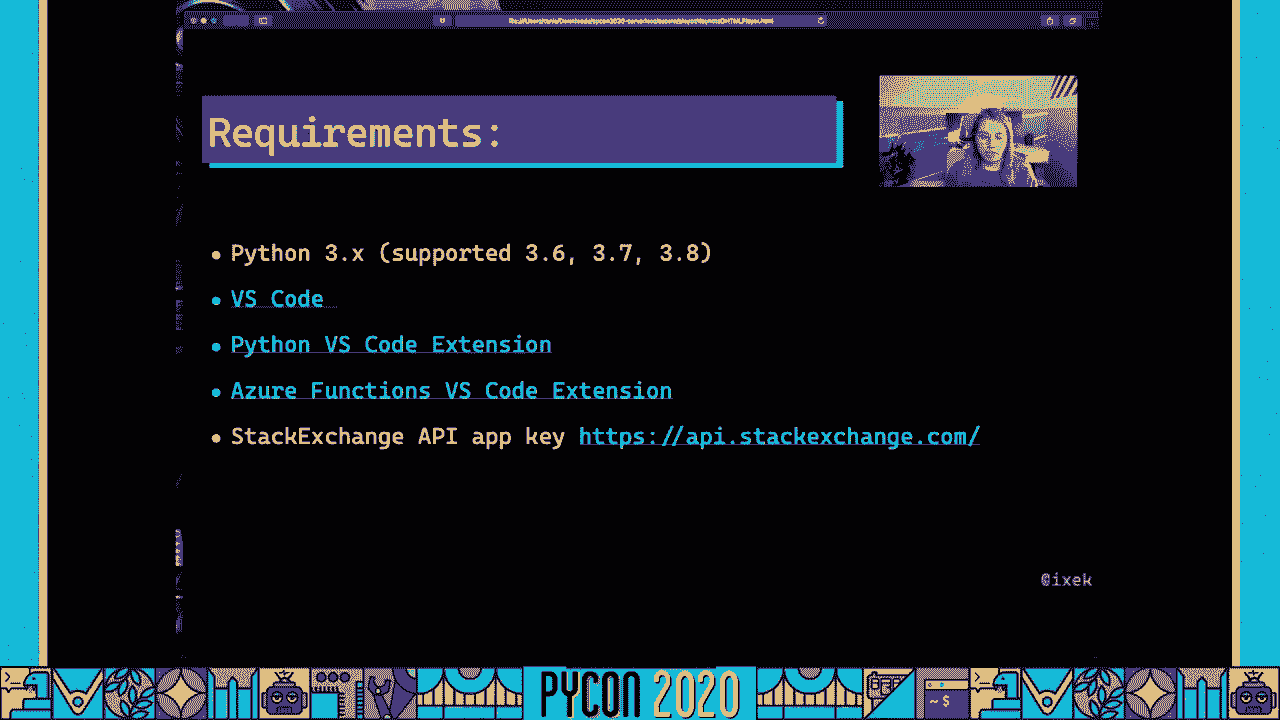 Requirements:
• Python 3.x (supported 3.6, 3.7, 3.8)
• VS Code
• Python VS Code Extension
• Azure Functions VS Code Extension
• StackExchange API app key https://api.stackexchange.com/
@ixek
PYCON 2020
PEP
~ $